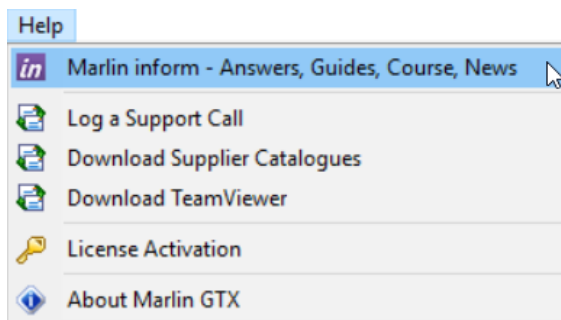 Help
in Marlin inform - Answers, Guides, Course, News
Log a Support Call
Download Supplier Catalogues
Download TeamViewer
License Activation
About Marlin GTX